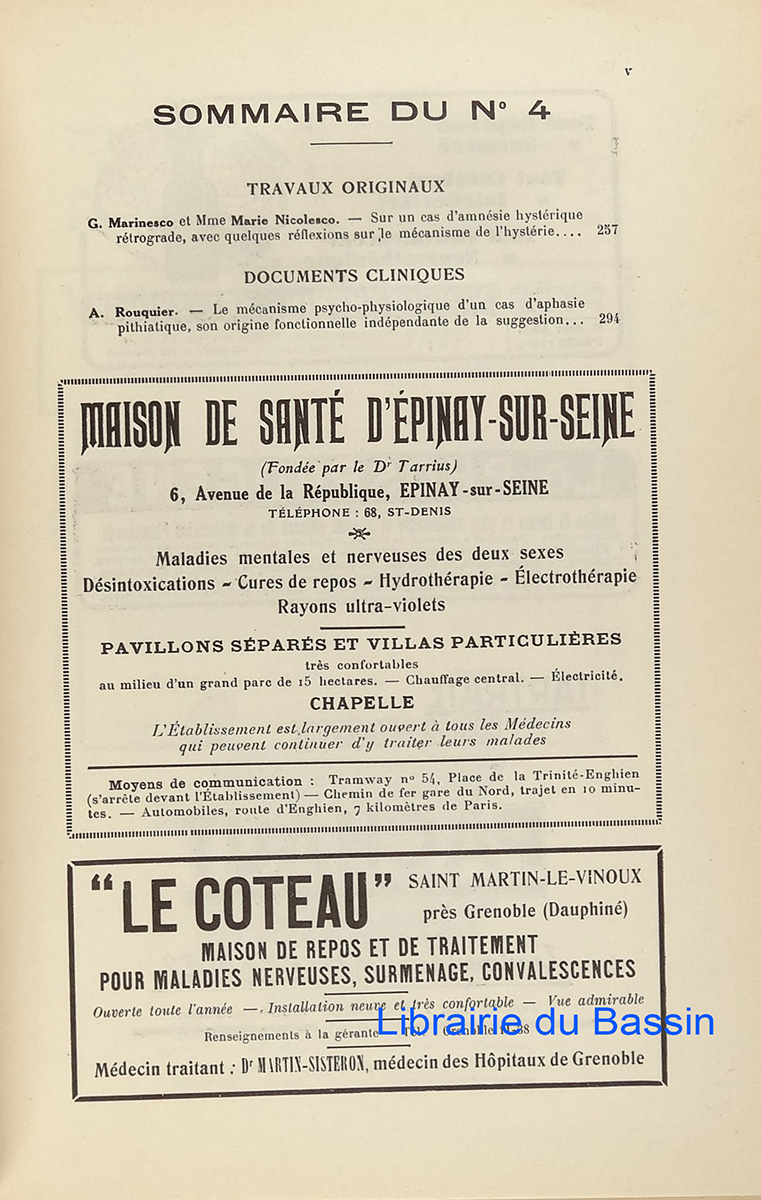 v
SOMMAIRE DU Nº 4
TRAVAUX ORIGINAUX
G. Marinesco et Mme Marie Nicolesco. — Sur un cas d'amnésie hystérique
rétrograde, avec quelques réflexions sur le mécanisme de l'hystérie.... 257
DOCUMENTS CLINIQUES
A. Rouquier. — Le mécanisme psycho-physiologique d'un cas d'aphasie
pithiatique, son origine fonctionnelle indépendante de la suggestion... 294
MAISON DE SANTÉ D'ÉPINAY-SUR-SEINE
(Fondée par le Dr Tarrius)
6, Avenue de la République, EPINAY-sur-SEINE
TÉLÉPHONE : 68, ST-DENIS
Maladies mentales et nerveuses des deux sexes
Désintoxications - Cures de repos - Hydrothérapie - Électrothérapie
Rayons ultra-violets
PAVILLONS SÉPARÉS ET VILLAS PARTICULIÈRES
très confortables
au milieu d'un grand parc de 15 hectares. — Chauffage central. — Électricité.
CHAPELLE
L'Établissement est largement ouvert à tous les Médecins
qui peuvent continuer d'y traiter leurs malades
Moyens de communication : Tramway nº 54, Place de la Trinité-Enghien
(s'arrête devant l'Établissement) — Chemin de fer gare du Nord, trajet en 10 minu-
tes. — Automobiles, route d'Enghien, 7 kilomètres de Paris.
"LE COTEAU" SAINT MARTIN-LE-VINOUX
près Grenoble (Dauphiné)
MAISON DE REPOS ET DE TRAITEMENT
POUR MALADIES NERVEUSES, SURMENAGE, CONVALESCENCES
Ouverte toute l'année — Installation neuve et très confortable — Vue admirable
Renseignements à la gérante
Librairie du Bassin
Médecin traitant : Dr MARTIN-SISTERON, médecin des Hôpitaux de Grenoble